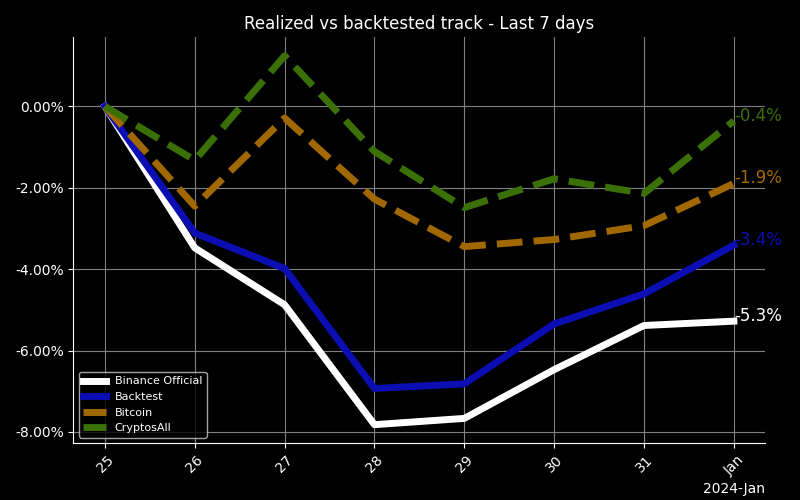 Realized vs backtested track - Last 7 days
0.00%
-2.00%
-4.00%
-6.00%
-8.00%
-0.4%
-1.9%
-3.4%
-5.3%
Binance Official
Backtest
Bitcoin
CryptosAll
25
26
27
28
29
30
31
Jan
2024-Jan